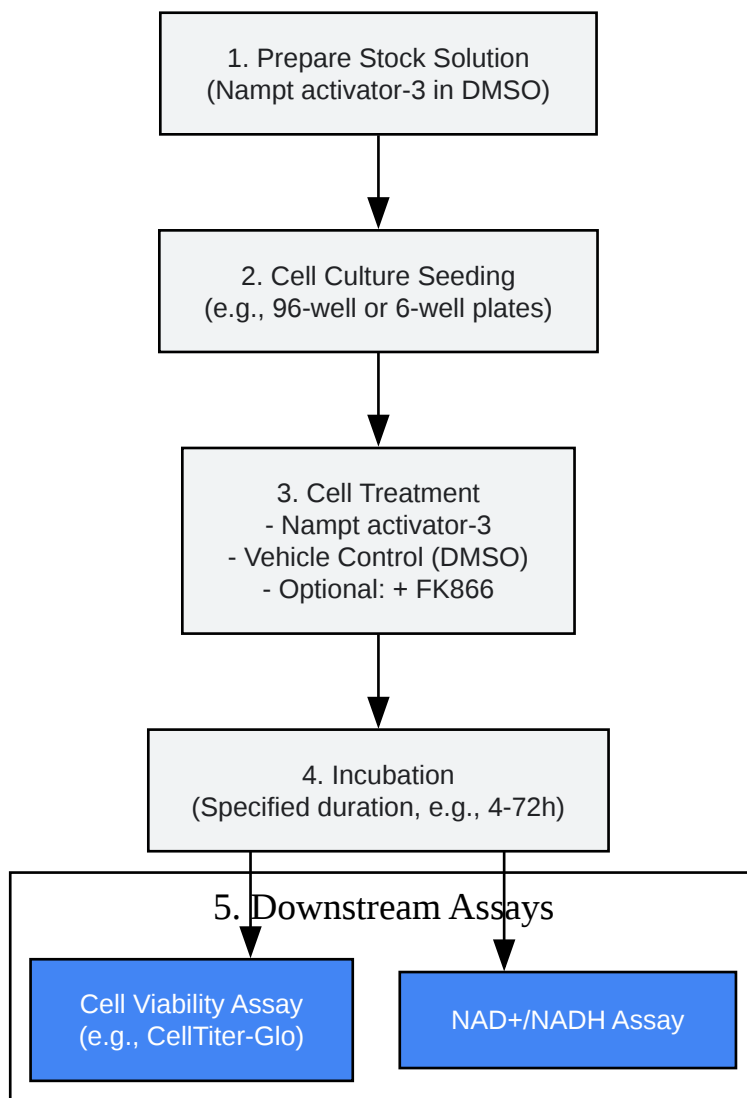 1. Prepare Stock Solution
(Nampt activator-3 in DMSO)
2. Cell Culture Seeding
(e.g., 96-well or 6-well plates)
3. Cell Treatment
- Nampt activator-3
- Vehicle Control (DMSO)
- Optional: + FK866
4. Incubation
(Specified duration, e.g., 4-72h)
5. Downstream Assays
Cell Viability Assay
(e.g., CellTiter-Glo)
NAD+/NADH Assay